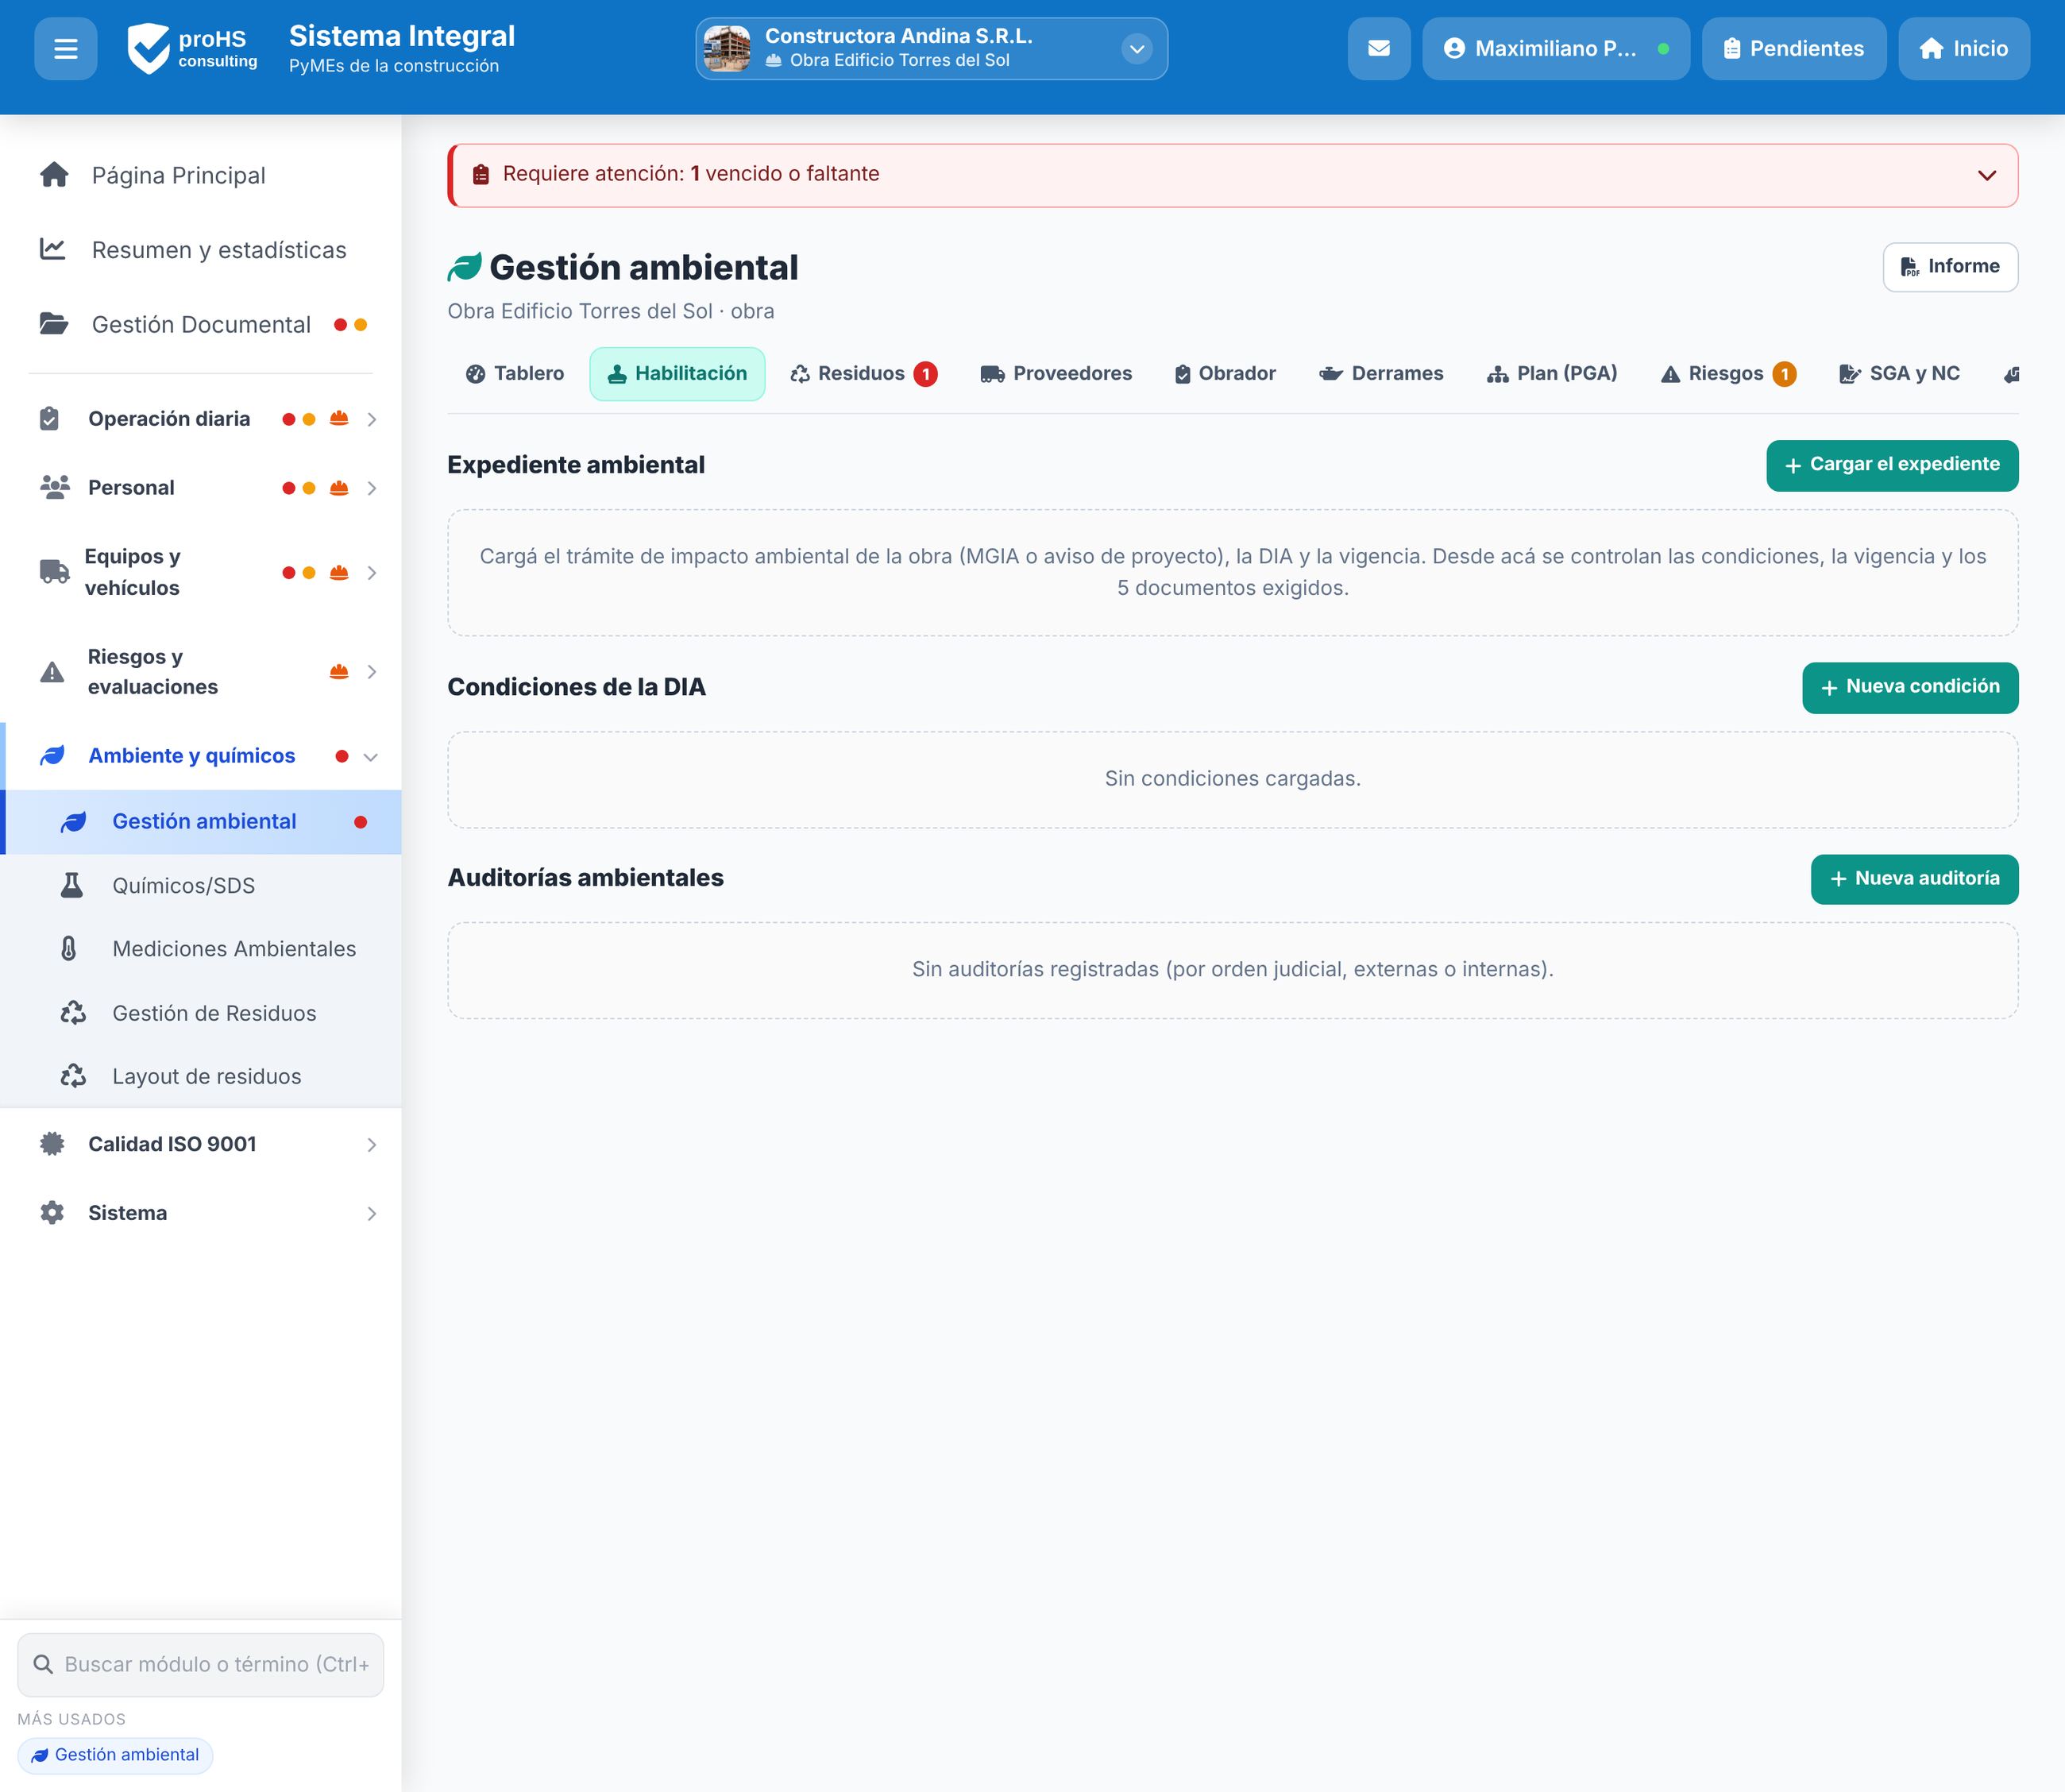 proHS
consulting
Sistema Integral
PyMEs de la construcción
Constructora Andina S.R.L.
Obra Edificio Torres del Sol
Maximiliano P...
Pendientes
Inicio
Página Principal
Resumen y estadísticas
Gestión Documental
Operación diaria
Personal
Equipos y
vehículos
Riesgos y
evaluaciones
Ambiente y químicos
Gestión ambiental
Químicos/SDS
Mediciones Ambientales
Gestión de Residuos
Layout de residuos
Calidad ISO 9001
Sistema
Buscar módulo o término (Ctrl+
MÁS USADOS
Gestión ambiental
Requiere atención: 1 vencido o faltante
Gestión ambiental
PDF Informe
Obra Edificio Torres del Sol · obra
Tablero Habilitación Residuos 1 Proveedores Obrador Derrames Plan (PGA) Riesgos 1 SGA y NC
Expediente ambiental
+ Cargar el expediente
Cargá el trámite de impacto ambiental de la obra (MGIA o aviso de proyecto), la DIA y la vigencia. Desde acá se controlan las condiciones, la vigencia y los
5 documentos exigidos.
Condiciones de la DIA
+ Nueva condición
Sin condiciones cargadas.
Auditorías ambientales
+ Nueva auditoría
Sin auditorías registradas (por orden judicial, externas o internas).